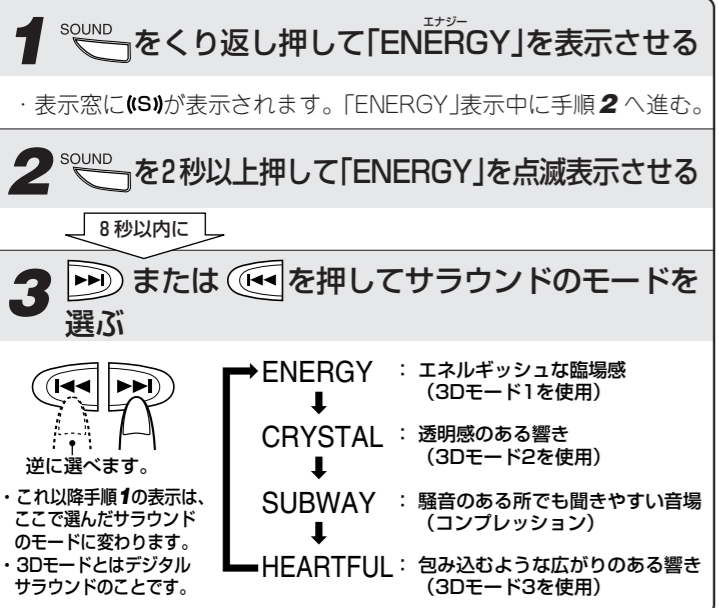 エナジー
1 SOUND をくり返し押して「ENERGY」を表示させる
・表示窓に((S))が表示されます。「ENERGY」表示中に手順2へ進む。
2 SOUND を2秒以上押して「ENERGY」を点滅表示させる
8秒以内に
3 または を押してサラウンドのモードを
選ぶ
逆に選べます。
・これ以降手順1の表示は、
ここで選んだサラウンド
のモードに変わります。
・3Dモードとはデジタル
サラウンドのことです。
ENERGY : エネルギッシュな臨場感
(3Dモード1を使用)
CRYSTAL : 透明感のある響き
(3Dモード2を使用)
SUBWAY : 騒音のある所でも聞きやすい音場
(コンプレッション)
HEARTFUL : 包み込むような広がりのある響き
(3Dモード3を使用)